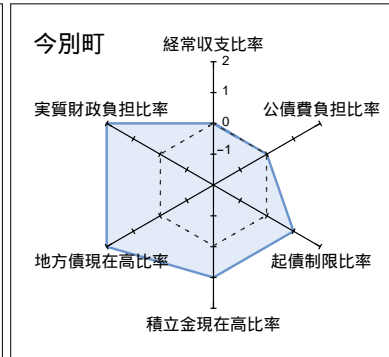 今別町
経常収支比率
2
1
0
-1
公債費負担比率
起債制限比率
積立金現在高比率
地方債現在高比率
実質財政負担比率